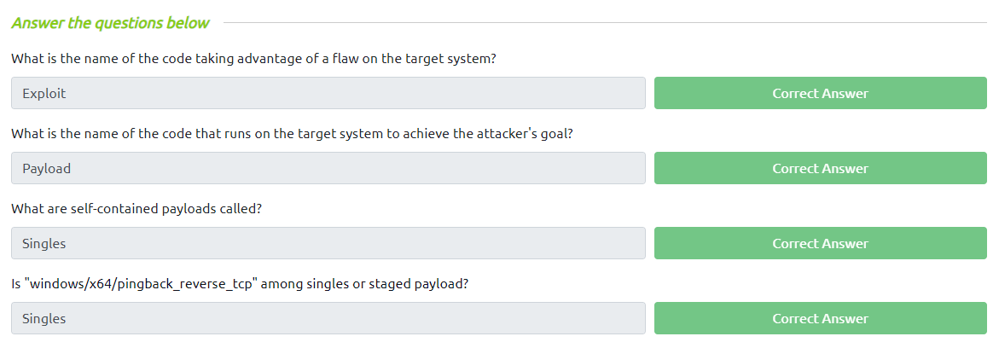 Answer the questions below
What is the name of the code taking advantage of a flaw on the target system?
Exploit
Correct Answer
What is the name of the code that runs on the target system to achieve the attacker's goal?
Payload
Correct Answer
What are self-contained payloads called?
Singles
Correct Answer
Is "windows/x64/pingback_reverse_tcp" among singles or staged payload?
Singles
Correct Answer